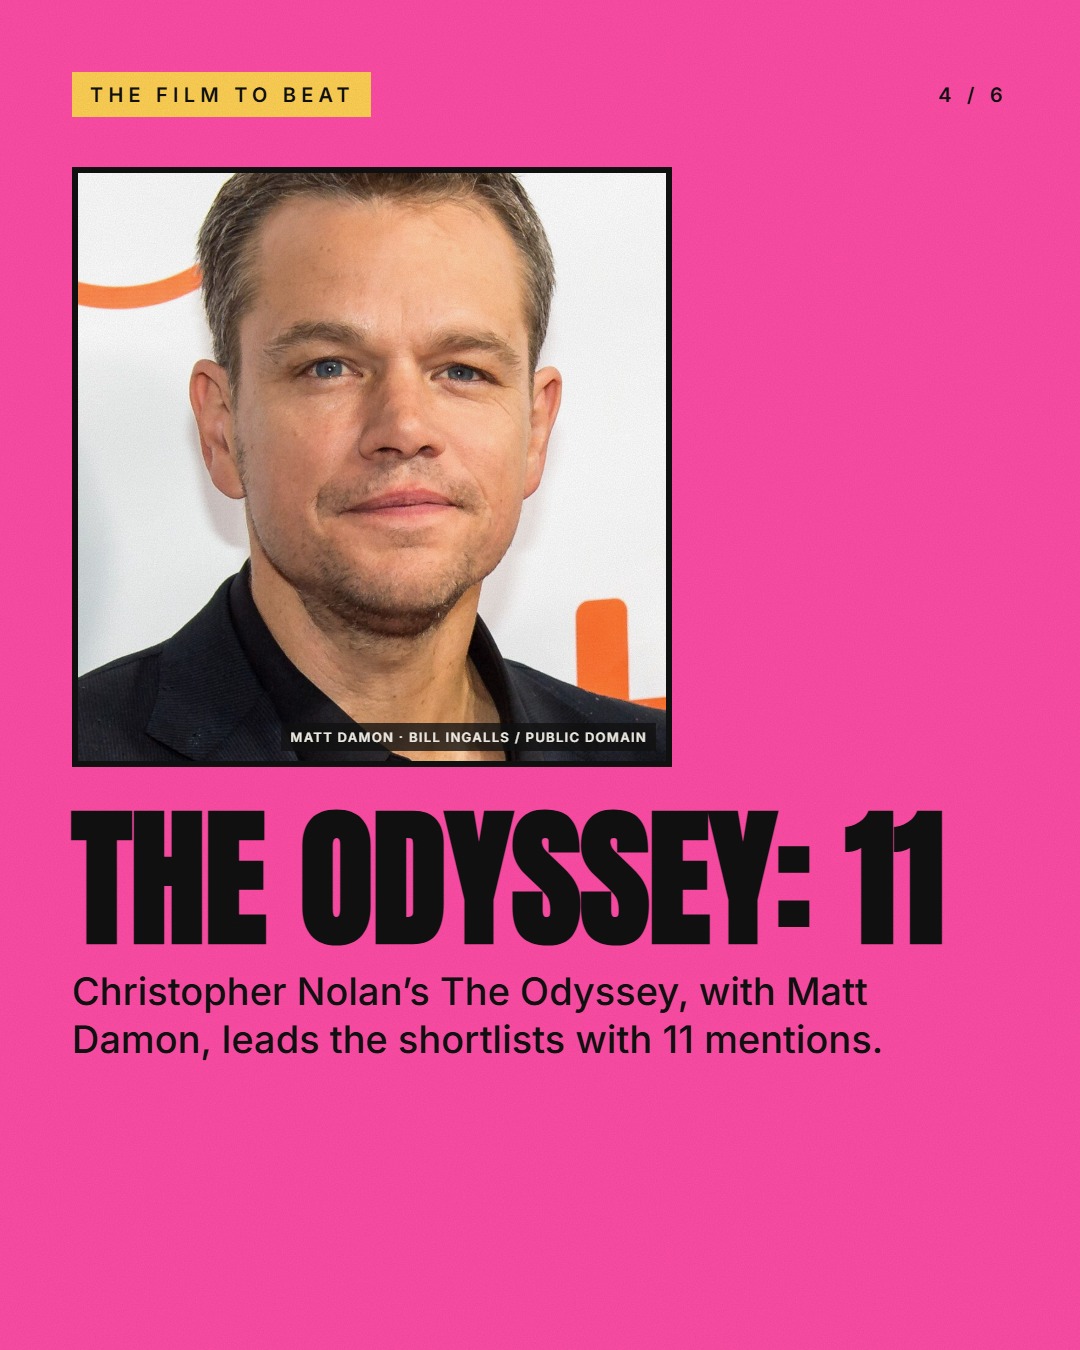 THE FILM TO BEAT
4 / 6
MATT DAMON · BILL INGALLS / PUBLIC DOMAIN
THE ODYSSEY: 11
Christopher Nolan’s The Odyssey, with Matt
Damon, leads the shortlists with 11 mentions.